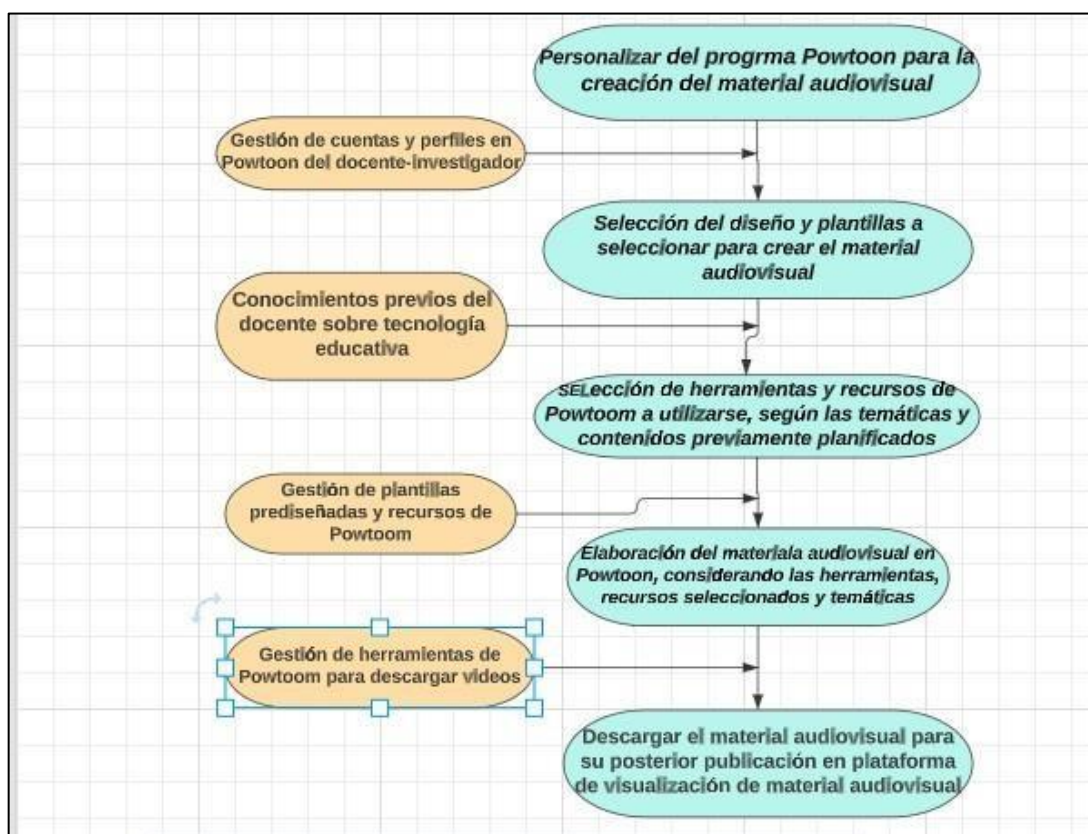 Personalizar del progrma Powtoon para la
creación del material audiovisual
Gestión de cuentas y perfiles en
Powtoon del docente-investigador
Selección del diseño y plantillas a
seleccionar para crear el material
audiovisual
Conocimientos previos del
docente sobre tecnología
educativa
SELección de herramientas y recursos de
Powtoom a utilizarse, según las temáticas y
contenidos previamente planificados
Gestión de plantillas
prediseñadas y recursos de
Powtoom
Elaboración del materiala audiovisual en
Powtoon, considerando las herramientas,
recursos seleccionados y temáticas
Gestión de herramientas de
Powtoom para descargar videos
Descargar el material audiovisual para
su posterior publicación en plataforma
de visualización de material audiovisual